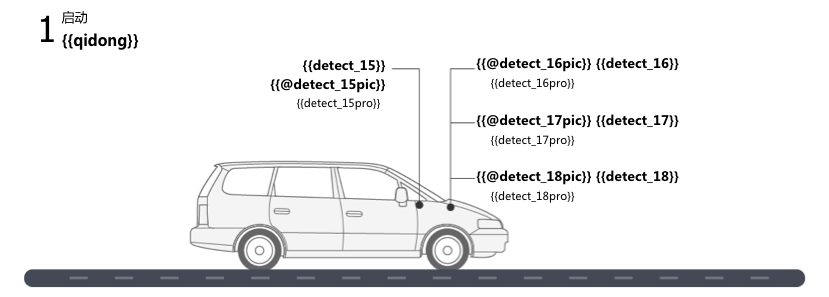 1 启动
{{qidong}}
{{detect_15}}
{{@detect_15pic}}
{{detect_15pro}}
{{@detect_16pic}} {{detect_16}}
{{detect_16pro}}
{{@detect_17pic}} {{detect_17}}
{{detect_17pro}}
{{@detect_18pic}} {{detect_18}}
{{detect_18pro}}